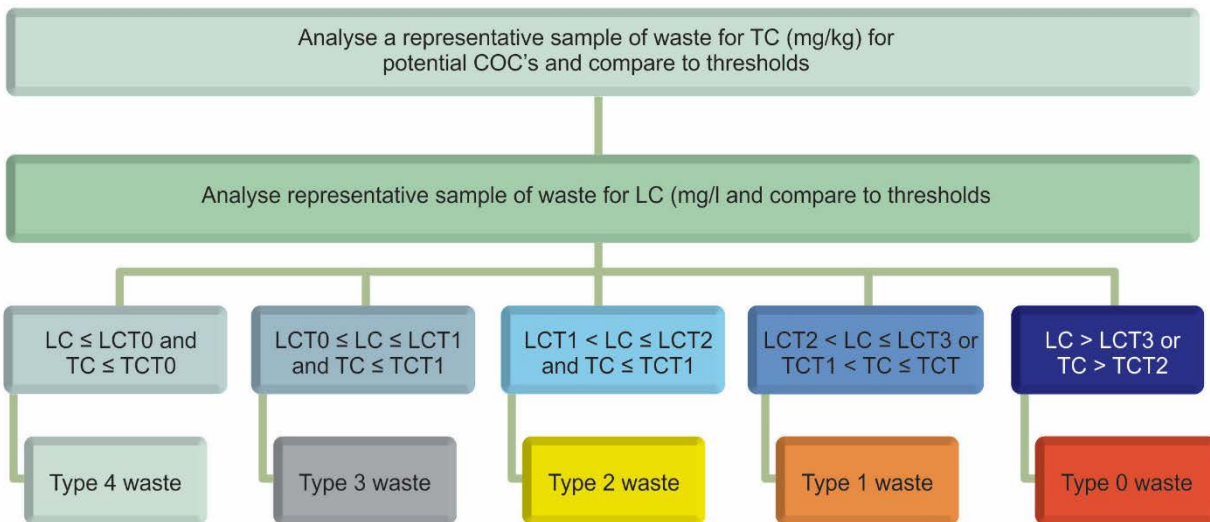 Analyse a representative sample of waste for TC (mg/kg) for
potential COC’s and compare to thresholds
Analyse representative sample of waste for LC (mg/l and compare to thresholds
LC ≤ LCT0 and
TC ≤ TCT0
LCT0 ≤ LC ≤ LCT1
and TC ≤ TCT1
LCT1 < LC ≤ LCT2
and TC ≤ TCT1
LCT2 < LC ≤ LCT3 or
TCT1 < TC ≤ TCT
LC > LCT3 or
TC > TCT2
Type 4 waste
Type 3 waste
Type 2 waste
Type 1 waste
Type 0 waste